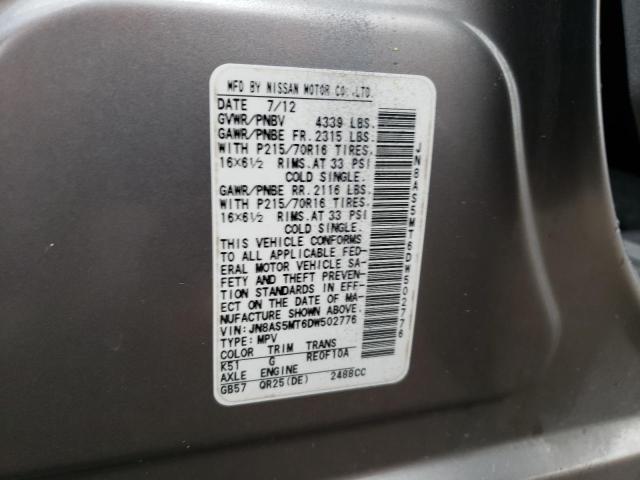 MFD BY NISSAN MOTOR CO.,LTD.
DATE 7/12
GVWR/PNBV 4339 LBS.
GAWR/PNBE FR. 2315 LBS.
WITH P215/70R16 TIRES.
16×6½ RIMS. AT 33 PSI
COLD SINGLE.
GAWR/PNBE RR. 2116 LBS.
WITH P215/70R16 TIRES.
16×6½ RIMS. AT 33 PSI
COLD SINGLE.
THIS VEHICLE CONFORMS
TO ALL APPLICABLE FED-
ERAL MOTOR VEHICLE SA-
FETY AND THEFT PREVEN-
TION STANDARDS IN EFF-
ECT ON THE DATE OF MA-
NUFACTURE SHOWN ABOVE.
VIN: JN8AS5MT6DW502776
TYPE: MPV
COLOR TRIM TRANS
K51 G RE0F10A
AXLE ENGINE
GB57 QR25(DE) 2488CC
JN8AS5MT6DW502776